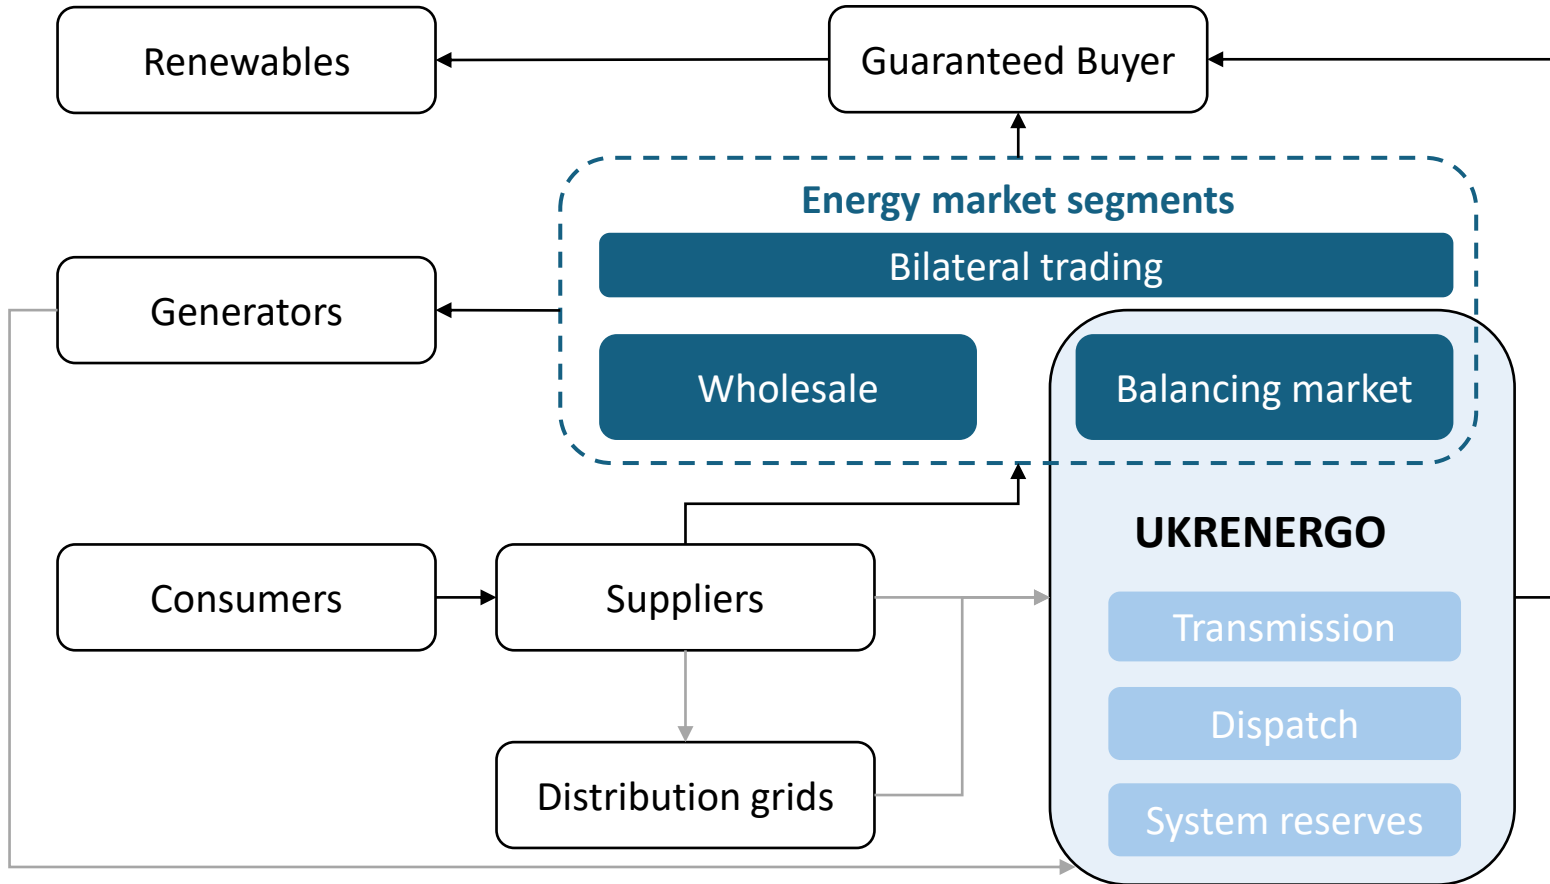 Renewables
Guaranteed Buyer
Energy market segments
Bilateral trading
Generators
Wholesale
Balancing market
UKRENERGO
Consumers
Suppliers
Transmission
Dispatch
Distribution grids
System reserves